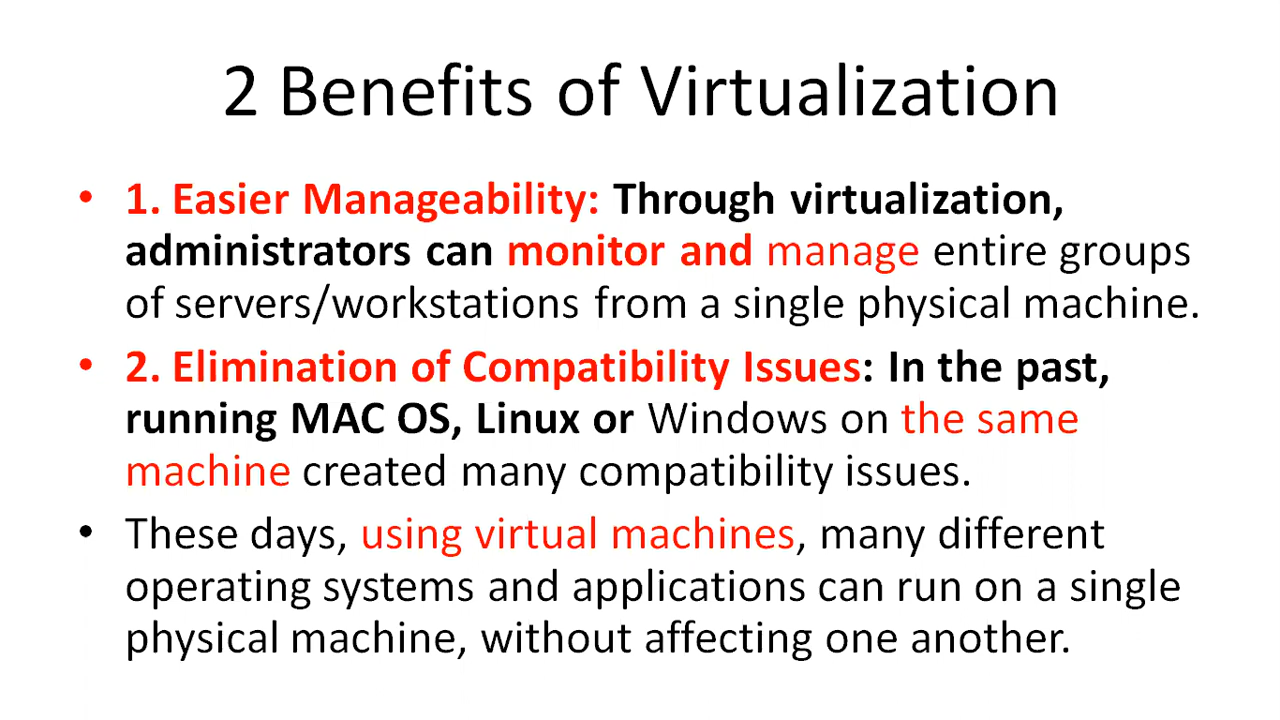 2 Benefits of Virtualization
• 1. Easier Manageability: Through virtualization,
administrators can monitor and manage entire groups
of servers/workstations from a single physical machine.
• 2. Elimination of Compatibility Issues: In the past,
running MAC OS, Linux or Windows on the same
machine created many compatibility issues.
• These days, using virtual machines, many different
operating systems and applications can run on a single
physical machine, without affecting one another.